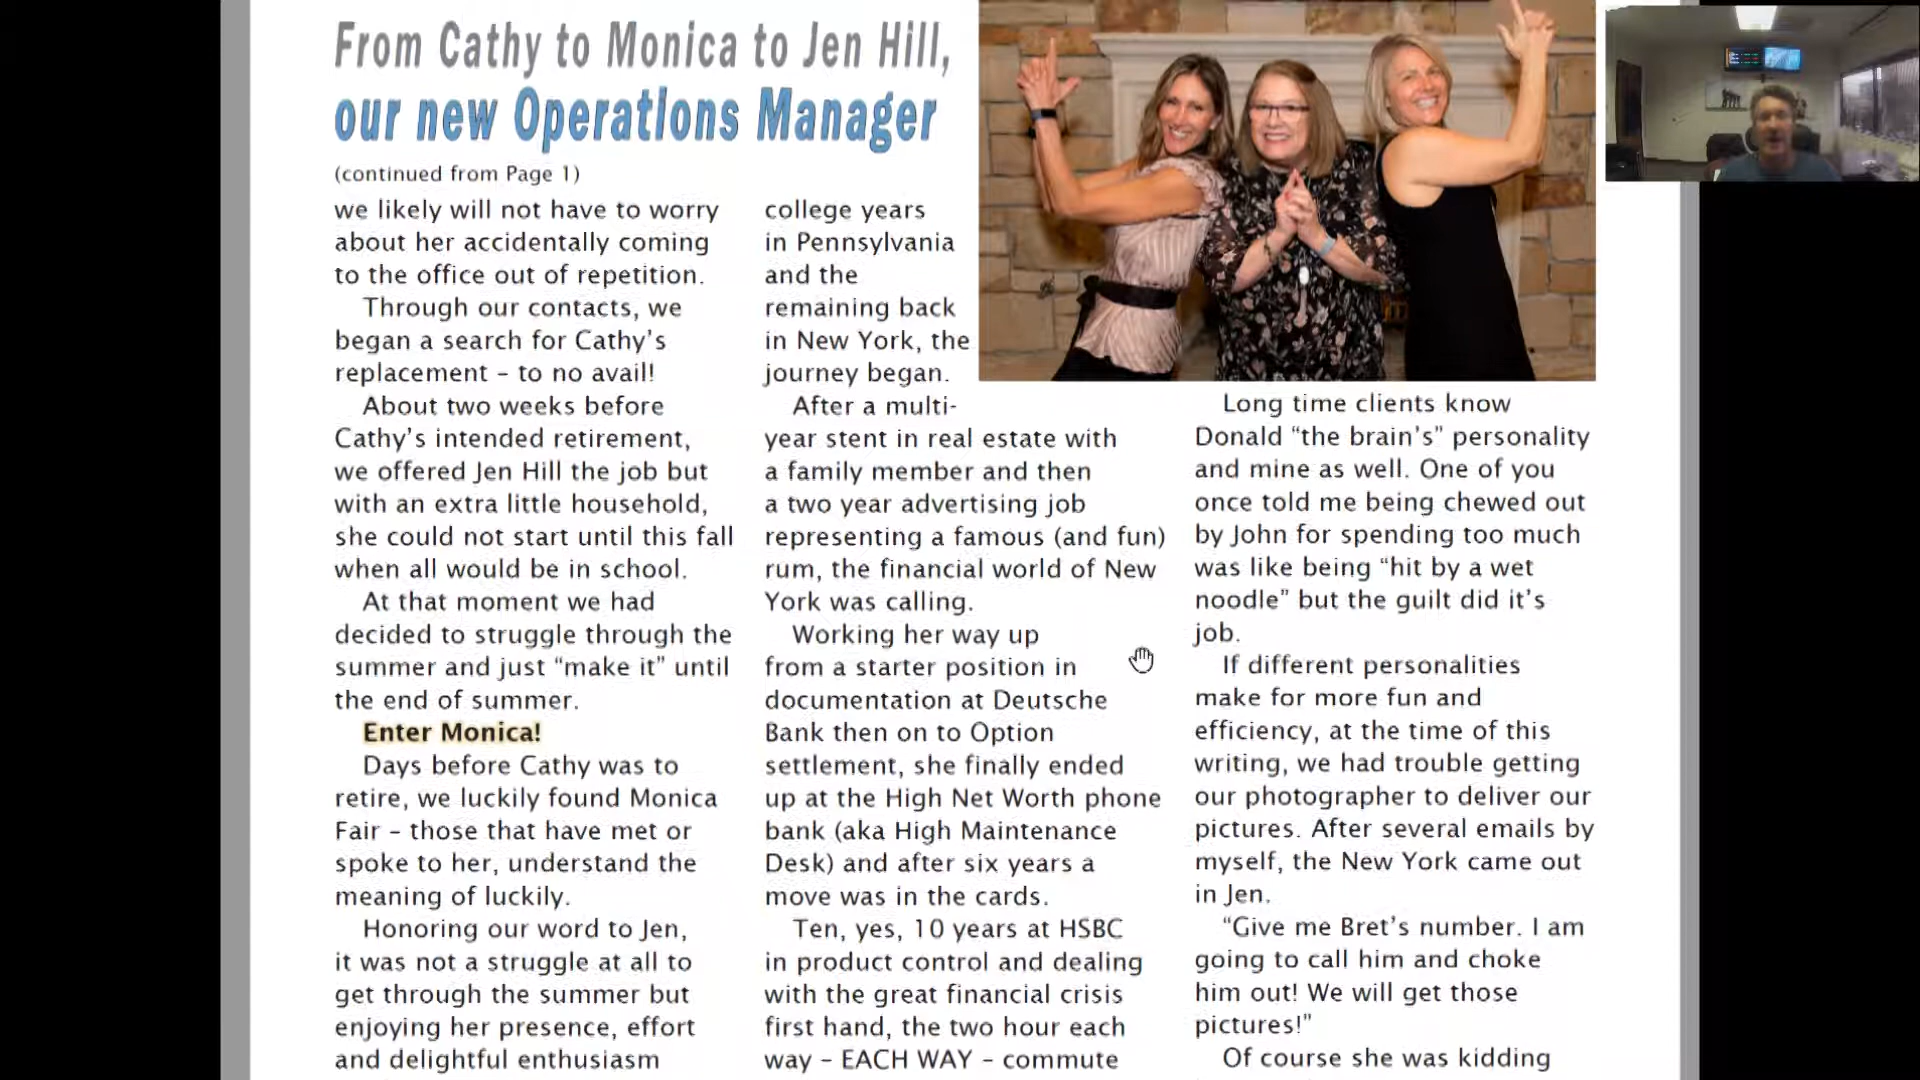 From Cathy to Monica to Jen Hill,
our new Operations Manager
(continued from Page 1)
we likely will not have to worry
about her accidentally coming
to the office out of repetition.
Through our contacts, we
began a search for Cathy’s
replacement – to no avail!
About two weeks before
Cathy’s intended retirement,
we offered Jen Hill the job but
with an extra little household,
she could not start until this fall
when all would be in school.
At that moment we had
decided to struggle through the
summer and just “make it” until
the end of summer.
Enter Monica!
Days before Cathy was to
retire, we luckily found Monica
Fair – those that have met or
spoke to her, understand the
meaning of luckily.
Honoring our word to Jen,
it was not a struggle at all to
get through the summer but
enjoying her presence, effort
and delightful enthusiasm
college years
in Pennsylvania
and the
remaining back
in New York, the
journey began.
After a multi-
year stent in real estate with
a family member and then
a two year advertising job
representing a famous (and fun)
rum, the financial world of New
York was calling.
Working her way up
from a starter position in
documentation at Deutsche
Bank then on to Option
settlement, she finally ended
up at the High Net Worth phone
bank (aka High Maintenance
Desk) and after six years a
move was in the cards.
Ten, yes, 10 years at HSBC
in product control and dealing
with the great financial crisis
first hand, the two hour each
way – EACH WAY – commute
Long time clients know
Donald “the brain’s” personality
and mine as well. One of you
once told me being chewed out
by John for spending too much
was like being “hit by a wet
noodle” but the guilt did it’s
job.
If different personalities
make for more fun and
efficiency, at the time of this
writing, we had trouble getting
our photographer to deliver our
pictures. After several emails by
myself, the New York came out
in Jen.
“Give me Bret’s number. I am
going to call him and choke
him out! We will get those
pictures!”
Of course she was kidding